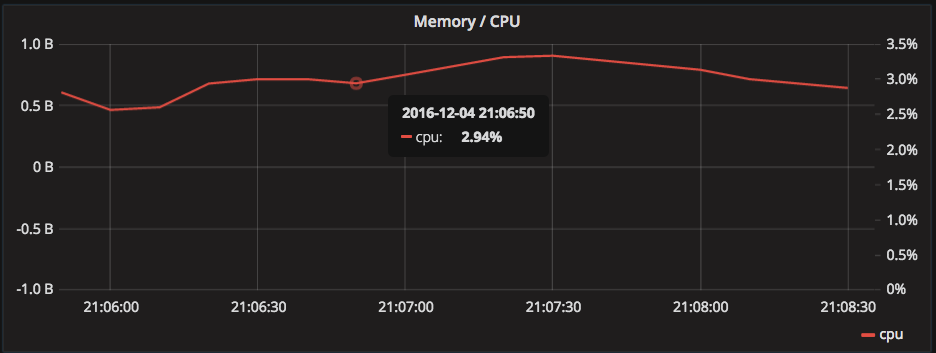 Memory / CPU
1.0 B
0.5 B
0 B
-0.5 B
-1.0 B
3.5%
3.0%
2.5%
2.0%
1.5%
1.0%
0.5%
0%
2016-12-04 21:06:50
cpu: 2.94%
21:06:00 21:06:30 21:07:00 21:07:30 21:08:00 21:08:30
cpu